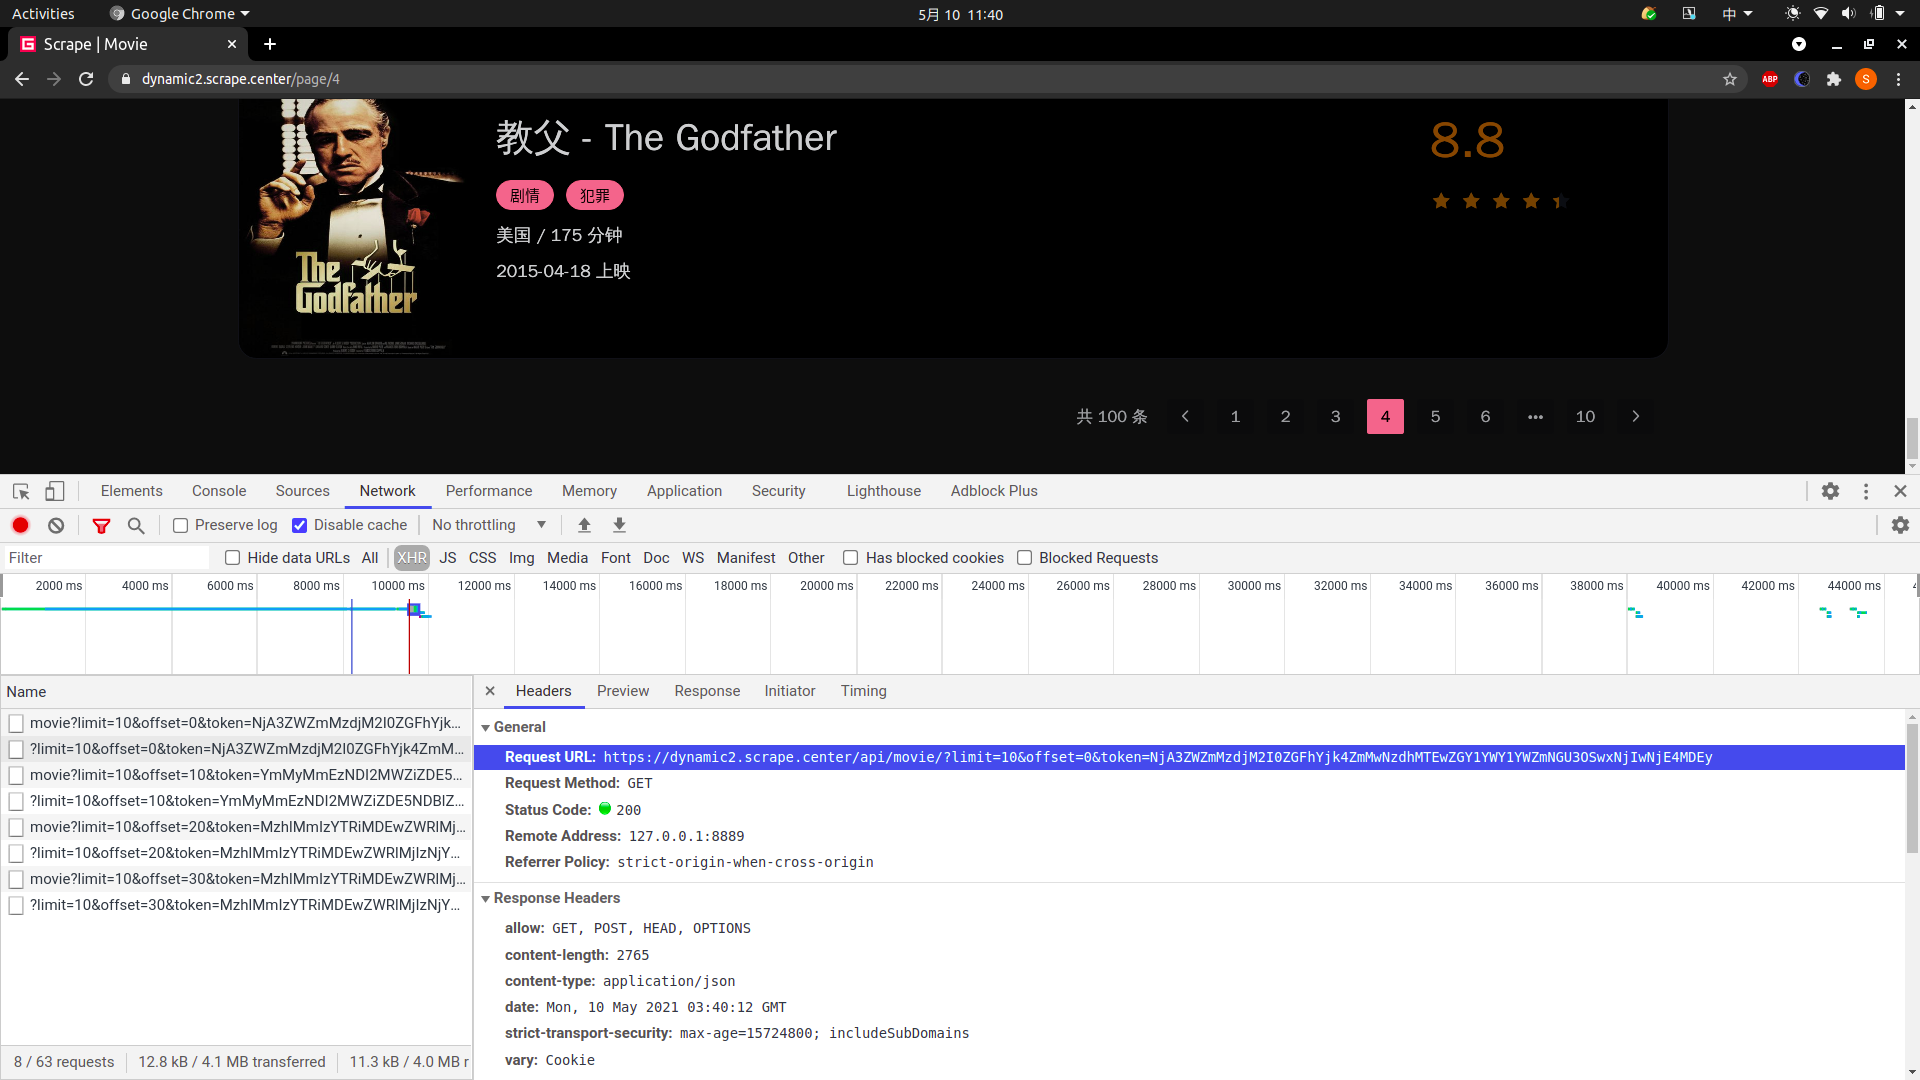 Activities
Google Chrome
5月 10 11:40
中
Scrape | Movie
dynamic2.scrape.center/page/4
ABP
S
教父 - The Godfather
8.8
剧情
犯罪
美国 / 175 分钟
2015-04-18 上映
The
Godfather
共 100 条
1
2
3
4
5
6
•••
10
Elements
Console
Sources
Network
Performance
Memory
Application
Security
Lighthouse
Adblock Plus
Preserve log
Disable cache
No throttling
Filter
Hide data URLs
All
XHR
JS
CSS
Img
Media
Font
Doc
WS
Manifest
Other
Has blocked cookies
Blocked Requests
2000 ms
4000 ms
6000 ms
8000 ms
10000 ms
12000 ms
14000 ms
16000 ms
18000 ms
20000 ms
22000 ms
24000 ms
26000 ms
28000 ms
30000 ms
32000 ms
34000 ms
36000 ms
38000 ms
40000 ms
42000 ms
44000 ms
Name
movie?limit=10&offset=0&token=NjA3ZWZmMzdjM2I0ZGFhYjk...
?limit=10&offset=0&token=NjA3ZWZmMzdjM2I0ZGFhYjk4ZmM...
movie?limit=10&offset=10&token=YmMyMmEzNDI2MWZiZDE5...
?limit=10&offset=10&token=YmMyMmEzNDI2MWZiZDE5NDBlZ...
movie?limit=10&offset=20&token=MzhlMmIzYTRiMDEwZWRlMj...
?limit=10&offset=20&token=MzhlMmIzYTRiMDEwZWRlMjIzNjY...
movie?limit=10&offset=30&token=MzhlMmIzYTRiMDEwZWRlMj...
?limit=10&offset=30&token=MzhlMmIzYTRiMDEwZWRlMjIzNjY...
8 / 63 requests
12.8 kB / 4.1 MB transferred
11.3 kB / 4.0 MB r
Headers
Preview
Response
Initiator
Timing
General
Request URL: https://dynamic2.scrape.center/api/movie/?limit=10&offset=0&token=NjA3ZWZmMzdjM2I0ZGFhYjk4ZmMwNzdhMTEwZGY1YWY1YWZmNGU3OSwxNjIwNjE4MDEy
Request Method: GET
Status Code: 200
Remote Address: 127.0.0.1:8889
Referrer Policy: strict-origin-when-cross-origin
Response Headers
allow: GET, POST, HEAD, OPTIONS
content-length: 2765
content-type: application/json
date: Mon, 10 May 2021 03:40:12 GMT
strict-transport-security: max-age=15724800; includeSubDomains
vary: Cookie